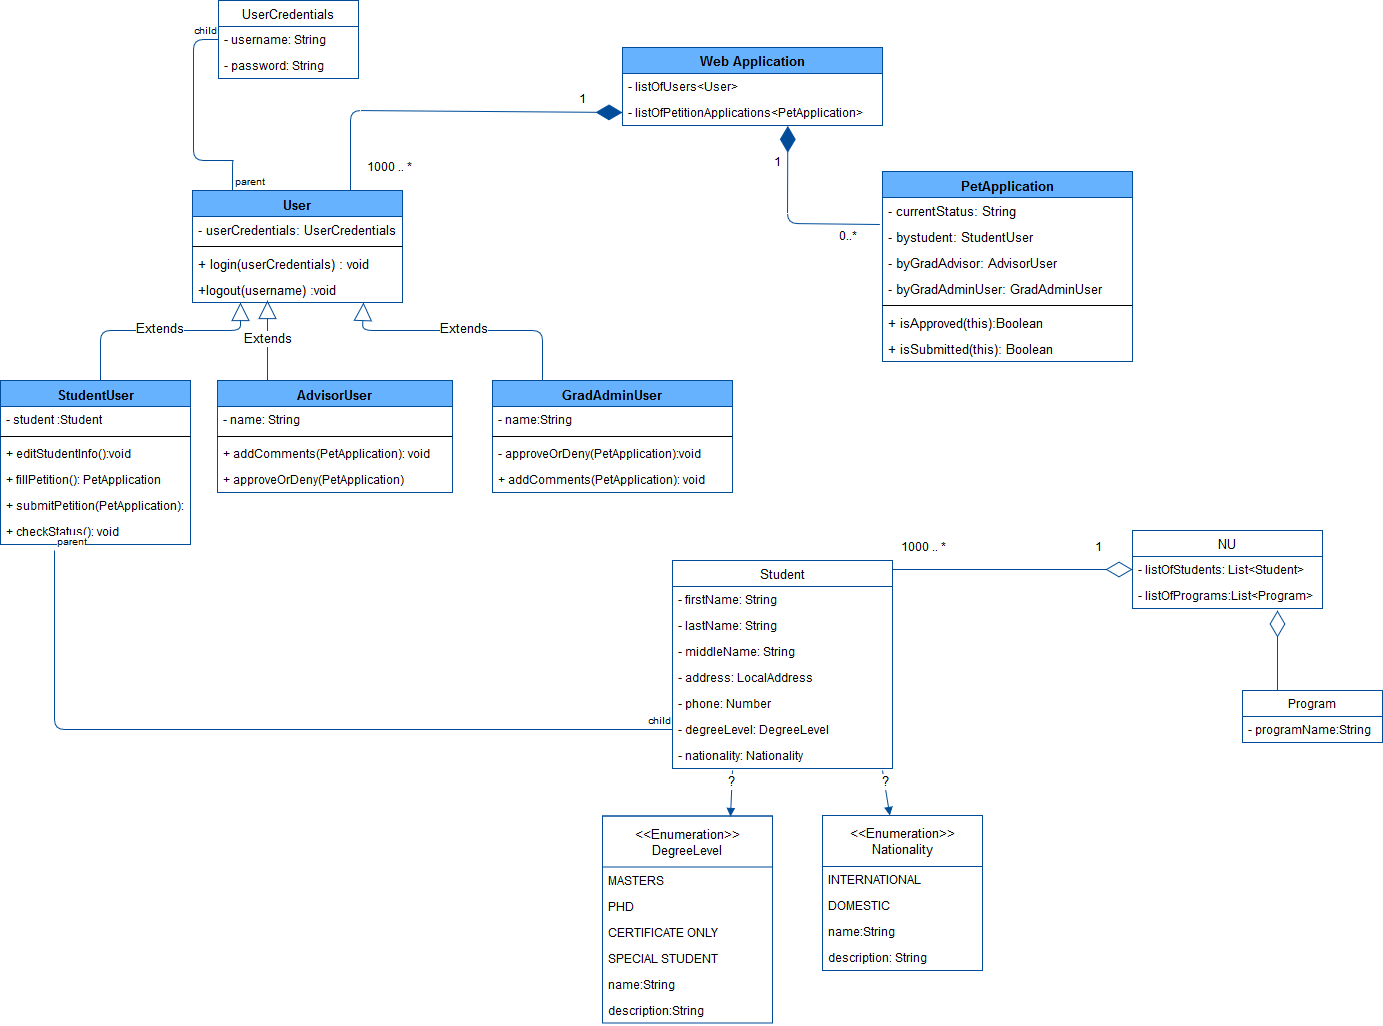 UserCredentials
- username: String
- password: String
child
parent
Web Application
- listOfUsers<User>
- listOfPetitionApplications<PetApplication>
1
1000 .. *
1
0..*
User
- userCredentials: UserCredentials
+ login(userCredentials) : void
+logout(username) :void
PetApplication
- currentStatus: String
- bystudent: StudentUser
- byGradAdvisor: AdvisorUser
- byGradAdminUser: GradAdminUser
+ isApproved(this):Boolean
+ isSubmitted(this): Boolean
Extends
Extends
Extends
StudentUser
- student :Student
+ editStudentInfo():void
+ fillPetition(): PetApplication
+ submitPetition(PetApplication):
+ checkStatus(): void
parent
AdvisorUser
- name: String
+ addComments(PetApplication): void
+ approveOrDeny(PetApplication)
GradAdminUser
- name:String
- approveOrDeny(PetApplication):void
+ addComments(PetApplication): void
1000 .. *
1
NU
- listOfStudents: List<Student>
- listOfPrograms:List<Program>
Student
- firstName: String
- lastName: String
- middleName: String
- address: LocalAddress
- phone: Number
- degreeLevel: DegreeLevel
- nationality: Nationality
child
Program
- programName:String
?
?
<<Enumeration>>
DegreeLevel
MASTERS
PHD
CERTIFICATE ONLY
SPECIAL STUDENT
name:String
description:String
<<Enumeration>>
Nationality
INTERNATIONAL
DOMESTIC
name:String
description: String